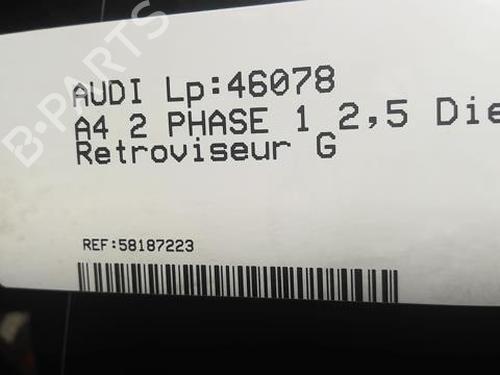 B-PARTS
AUDI Lp:46078
A4 2 PHASE 1 2,5 Die
Retroviseur G
REF:58187223